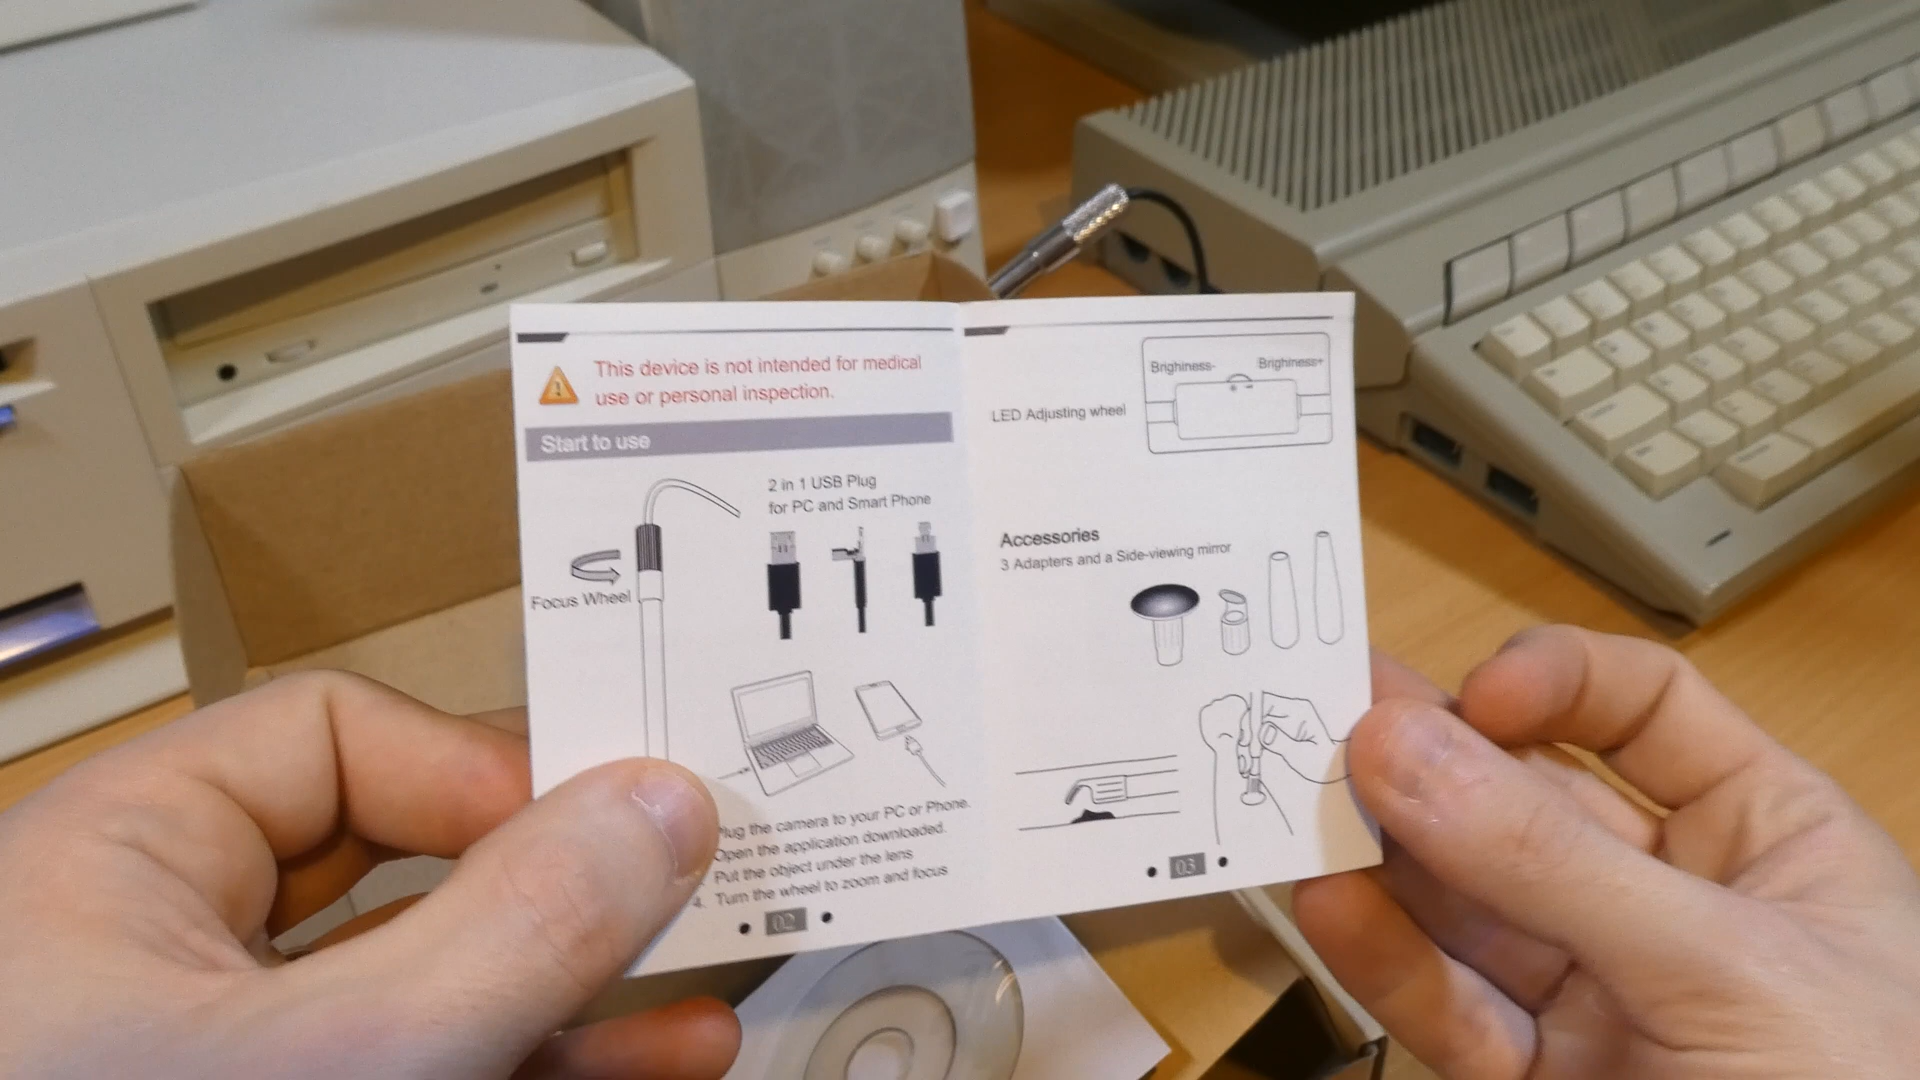 This device is not intended for medical
use or personal inspection.
Start to use
2 in 1 USB Plug
for PC and Smart Phone
Focus Wheel
Plug the camera to your PC or Phone.
Open the application downloaded.
Put the object under the lens
4. Turn the wheel to zoom and focus
02
Brighiness- Brighiness+
LED Adjusting wheel
Accessories
3 Adapters and a Side-viewing mirror
03